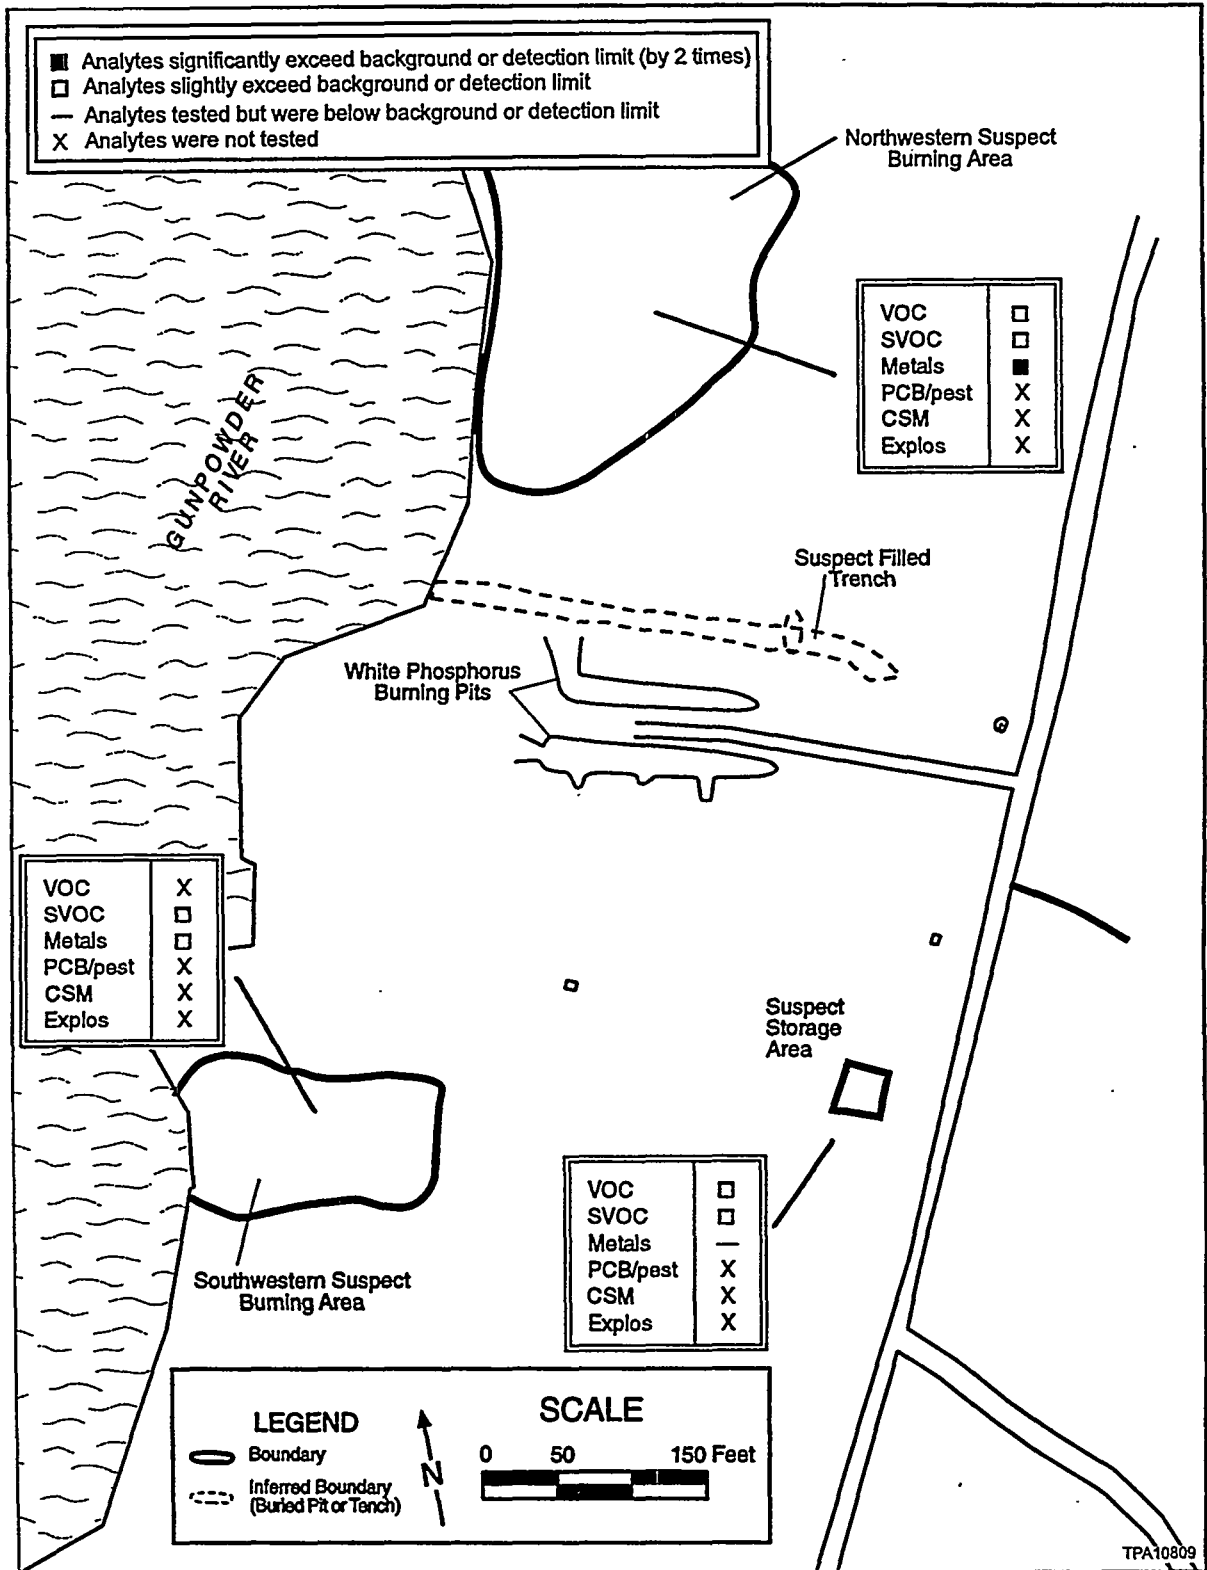 ■ Analytes significantly exceed background or detection limit (by 2 times)
□ Analytes slightly exceed background or detection limit
— Analytes tested but were below background or detection limit
X Analytes were not tested
Northwestern Suspect
Burning Area
VOC □
SVOC □
Metals ■
PCB/pest X
CSM X
Explos X
GUNPOWDER
RIVER
Suspect Filled
Trench
White Phosphorus
Burning Pits
VOC X
SVOC □
Metals □
PCB/pest X
CSM X
Explos X
Suspect
Storage
Area
VOC □
SVOC □
Metals —
PCB/pest X
CSM X
Explos X
Southwestern Suspect
Burning Area
LEGEND
Boundary
Inferred Boundary
(Buried Pit or Tench)
N
SCALE
0 50 150 Feet
TPA10809